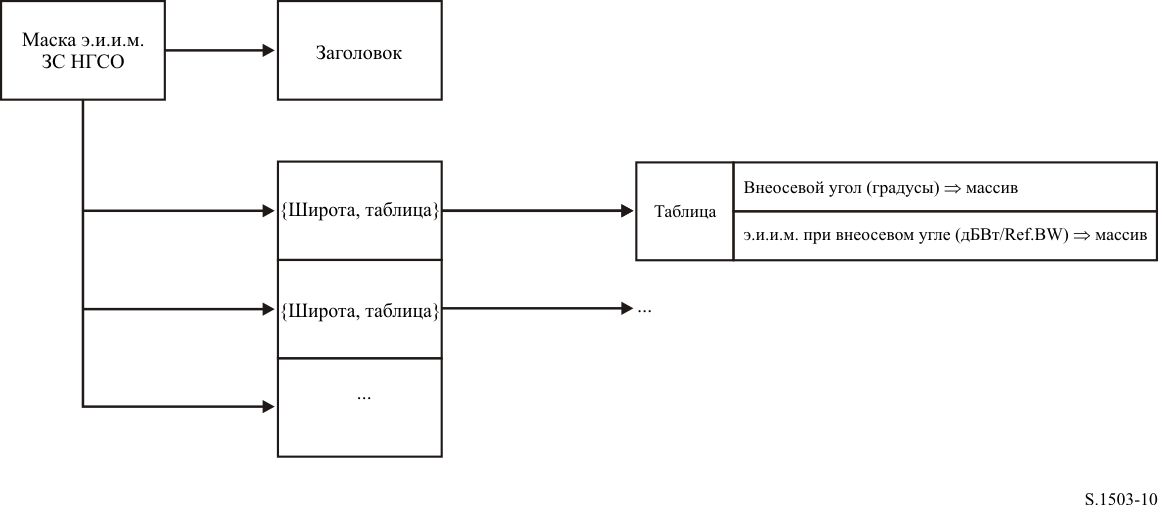 Маска э.и.и.м.
ЗС НГСО
Заголовок
{Широта, таблица}
Таблица
Внеосевой угол (градусы) ⇒ массив
э.и.и.м. при внеосевом угле (дБВт/Ref.BW) ⇒ массив
{Широта, таблица}
...
...
S.1503-10